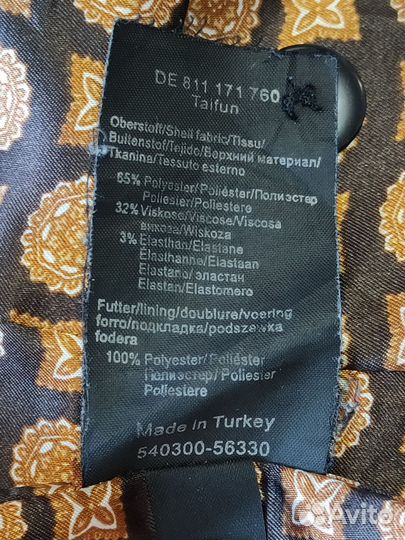 DE 811 171 760
Taifun
Oberstoff/Shell fabric/Tissu/
Buitenstof/Tejido/Верхний материал/
Tkanina/Tessuto esterno
65% Polyester/Poliéster/Полиэстер
Poliesler/Poliestere
32% Viskose/Viscose/Viscosa
вискоза/Wiskoza
3% Elasthan/Elastane
Elasthanne/Elastaan
Elastano/эластан
Elastan/Elastomero
Futter/lining/doublure/voering
forro/подкладка/podszewka
fodera
100% Polyester/Poliéster
Полиэстер/Poliester
Poliestere
Made in Turkey
540300-56330
Avito